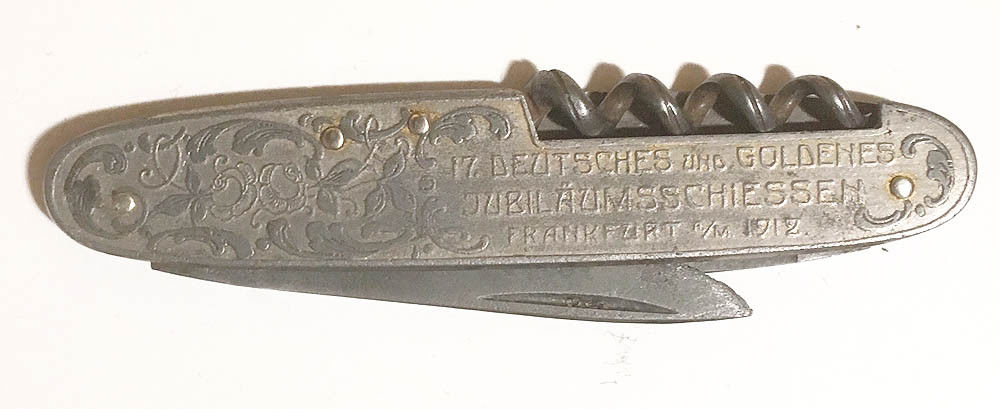 17. DEUTSCHES UND GOLDENES
JUBILÄUMSSCHIESSEN
FRANKFURT a/M 1912.